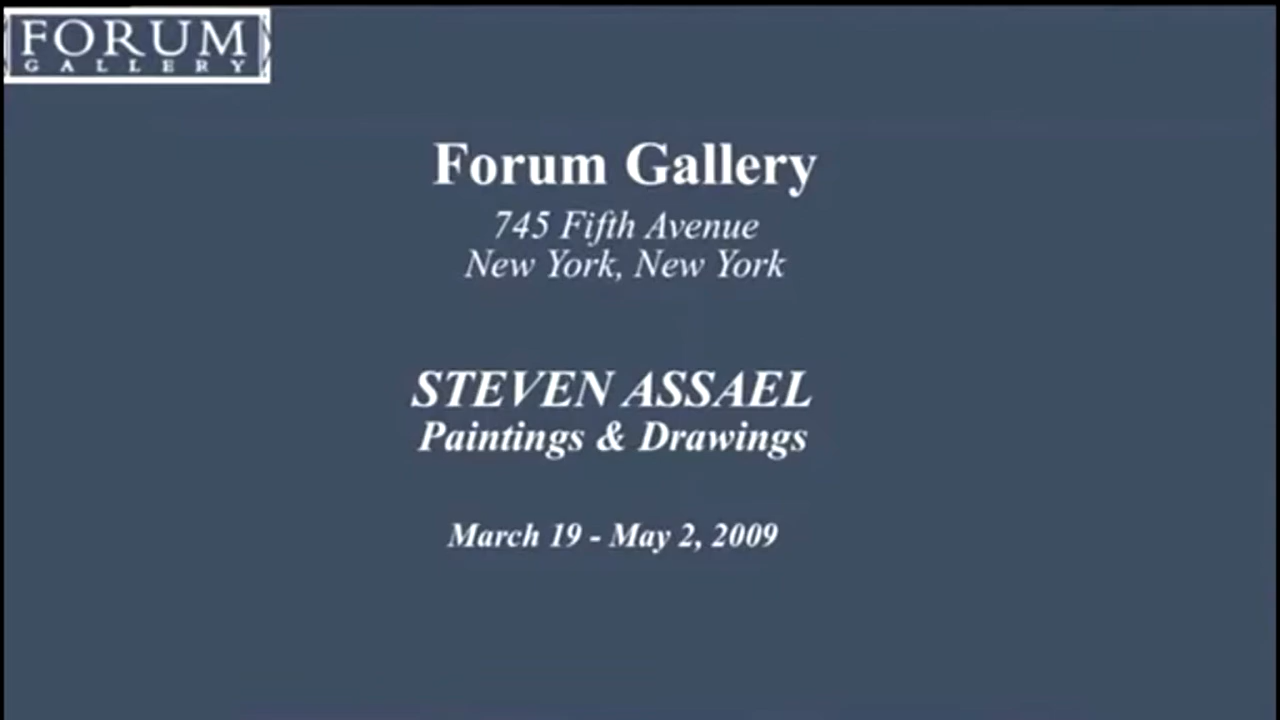 FORUM
GALLERY
Forum Gallery
745 Fifth Avenue
New York, New York
STEVEN ASSAEL
Paintings & Drawings
March 19 - May 2, 2009